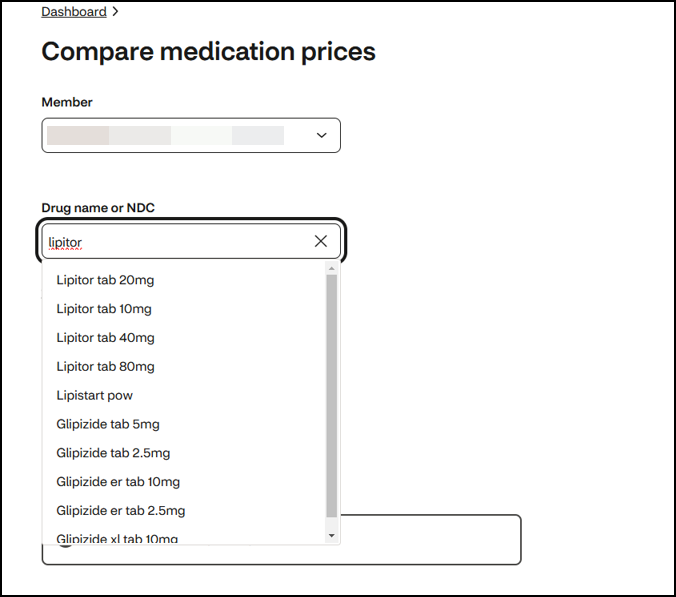 Dashboard
Compare medication prices
Member
Drug name or NDC
lipitor
Lipitor tab 20mg
Lipitor tab 10mg
Lipitor tab 40mg
Lipitor tab 80mg
Lipistart pow
Glipizide tab 5mg
Glipizide tab 2.5mg
Glipizide er tab 10mg
Glipizide er tab 2.5mg
Glipizide xl tab 10mg